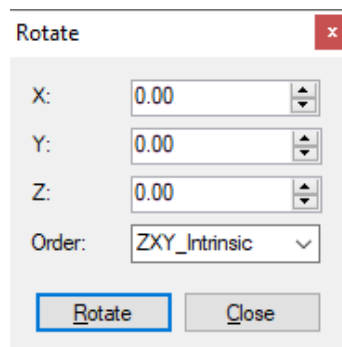 Rotate
X: 0.00
Y: 0.00
Z: 0.00
Order: ZXY_Intrinsic
Rotate Close